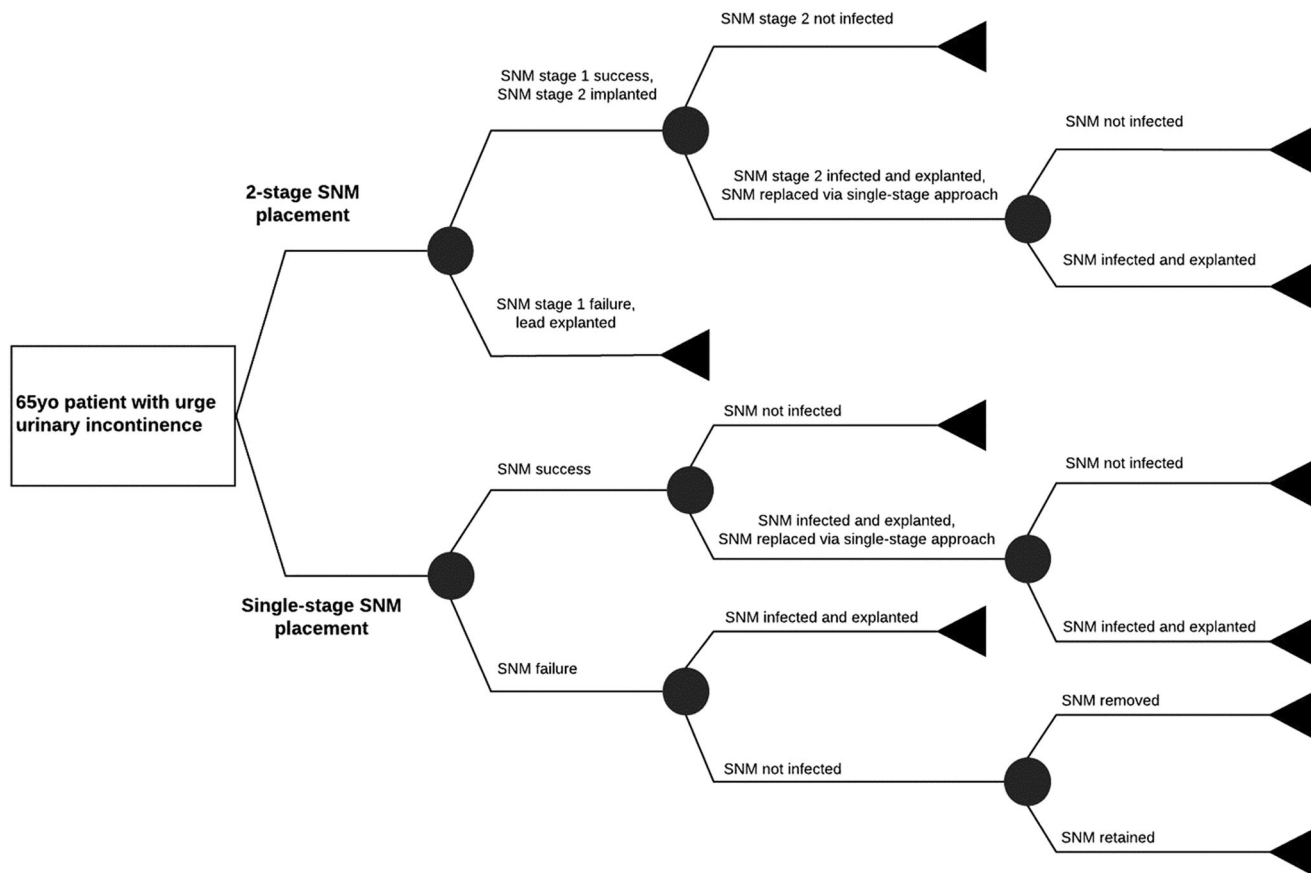 SNM stage 2 not infected
SNM stage 1 success,
SNM stage 2 implanted
SNM not infected
SNM stage 2 infected and explanted,
SNM replaced via single-stage approach
2-stage SNM
placement
SNM infected and explanted
SNM stage 1 failure,
lead explanted
65yo patient with urge
urinary incontinence
SNM not infected
SNM success
SNM not infected
SNM infected and explanted,
SNM replaced via single-stage approach
Single-stage SNM
placement
SNM infected and explanted
SNM infected and explanted
SNM failure
SNM removed
SNM not infected
SNM retained